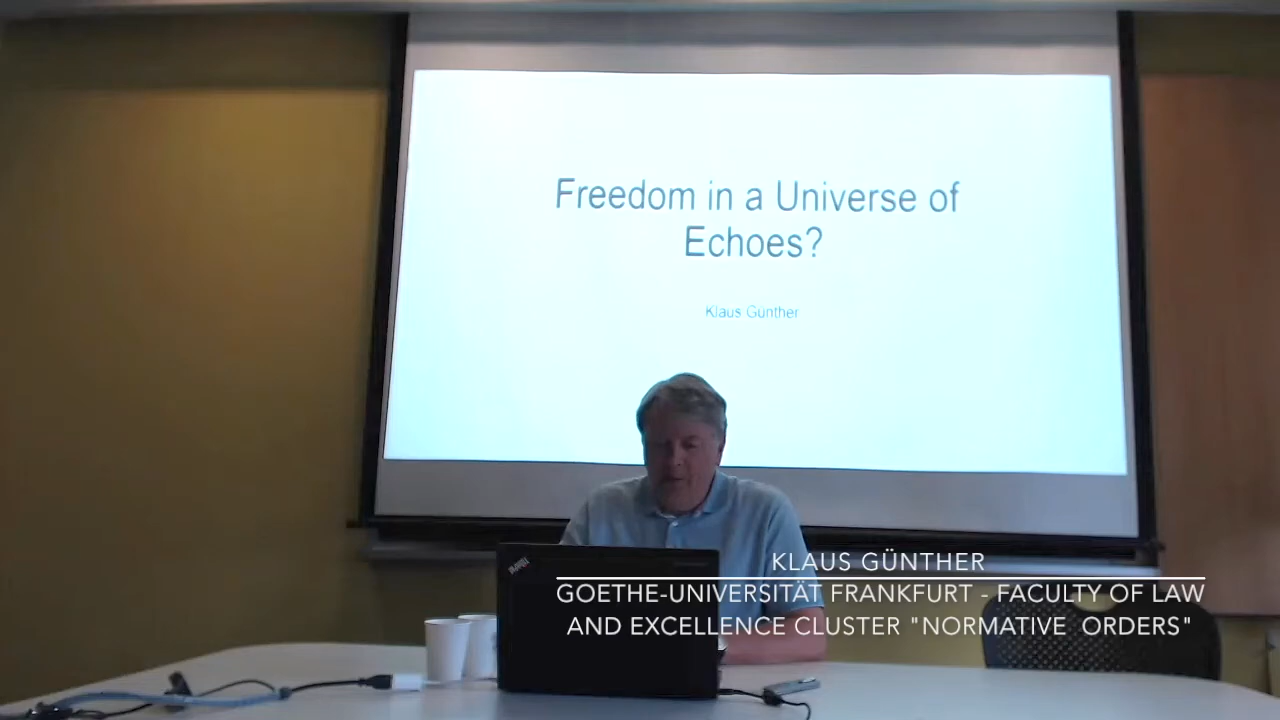 Freedom in a Universe of
Echoes?
Klaus Günther
KLAUS GÜNTHER
GOETHE-UNIVERSITÄT FRANKFURT - FACULTY OF LAW
AND EXCELLENCE CLUSTER "NORMATIVE ORDERS"